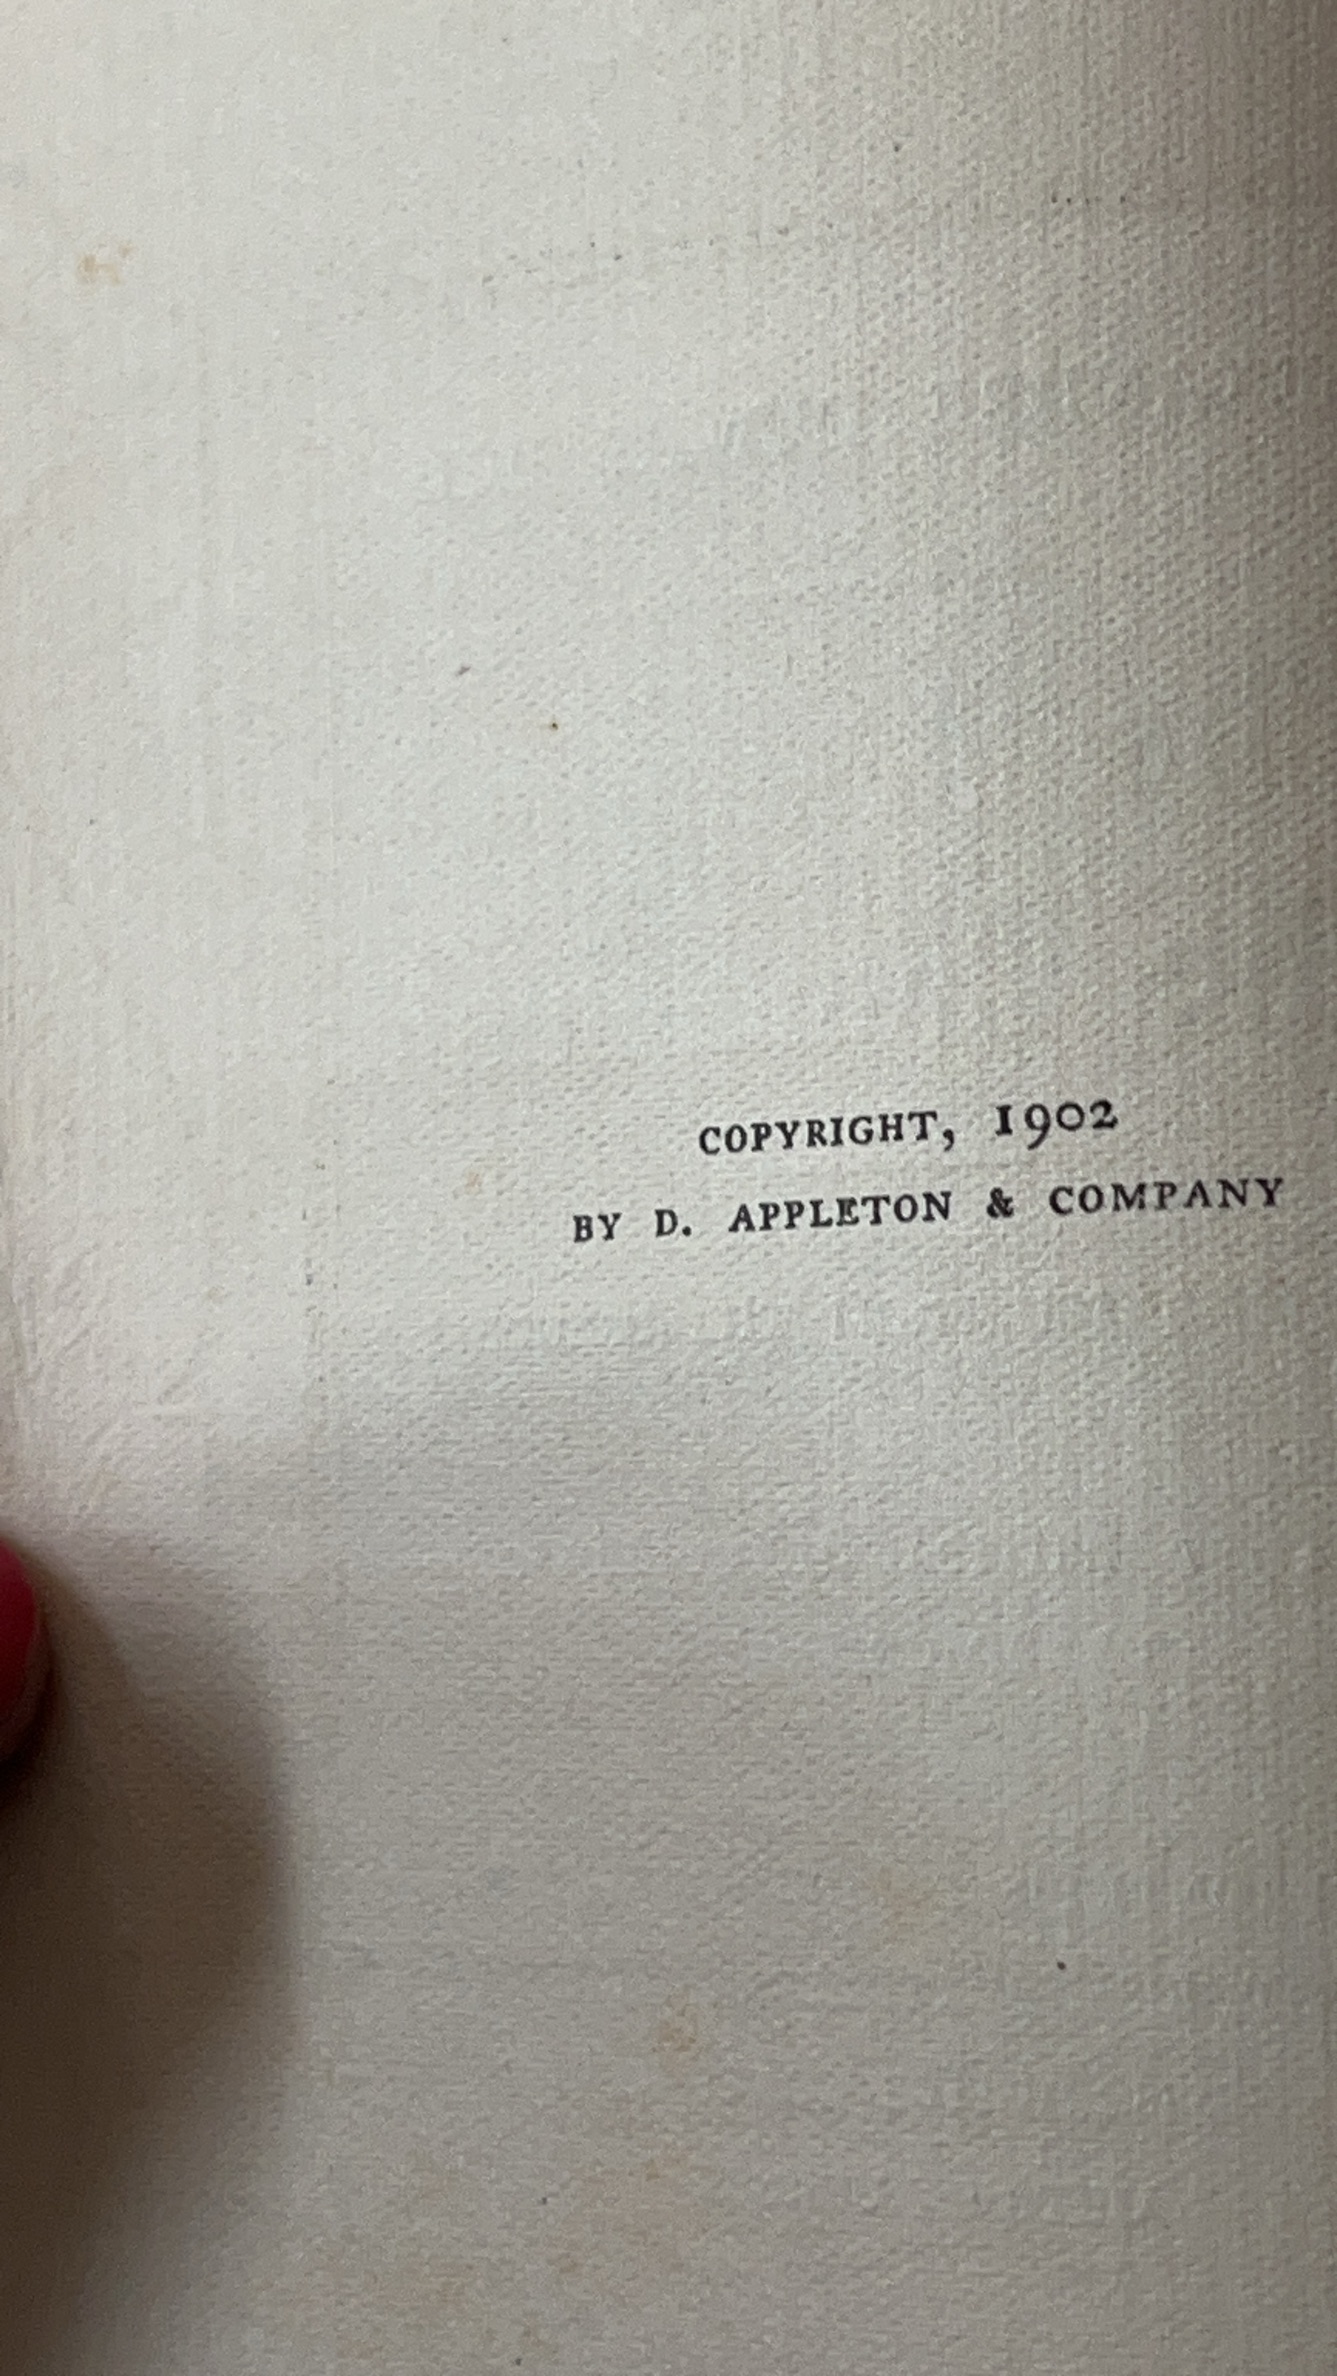 COPYRIGHT, 1902
BY D. APPLETON & COMPANY